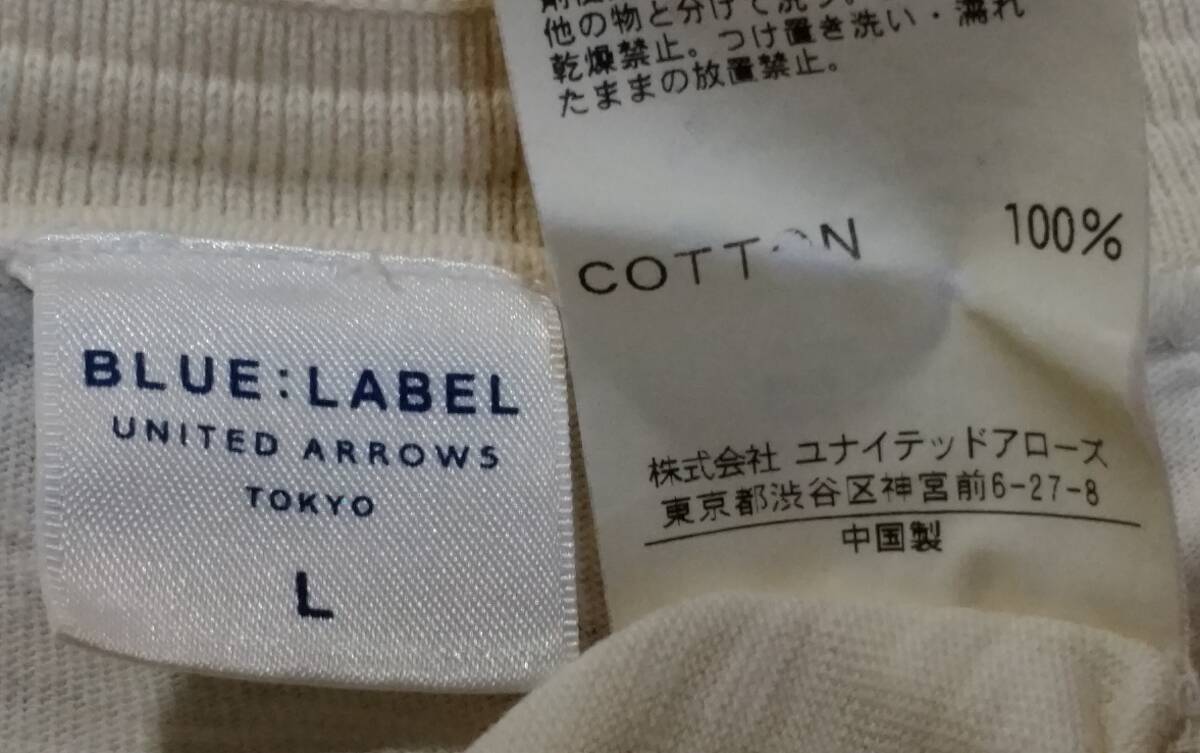 BLUE:LABEL
UNITED ARROWS
TOKYO
L
他の物と分けて洗う。
乾燥禁止。つけ置き洗い・濡れ
たままの放置禁止。
COTTON 100%
株式会社 ユナイテッドアローズ
東京都渋谷区神宮前6-27-8
中国製